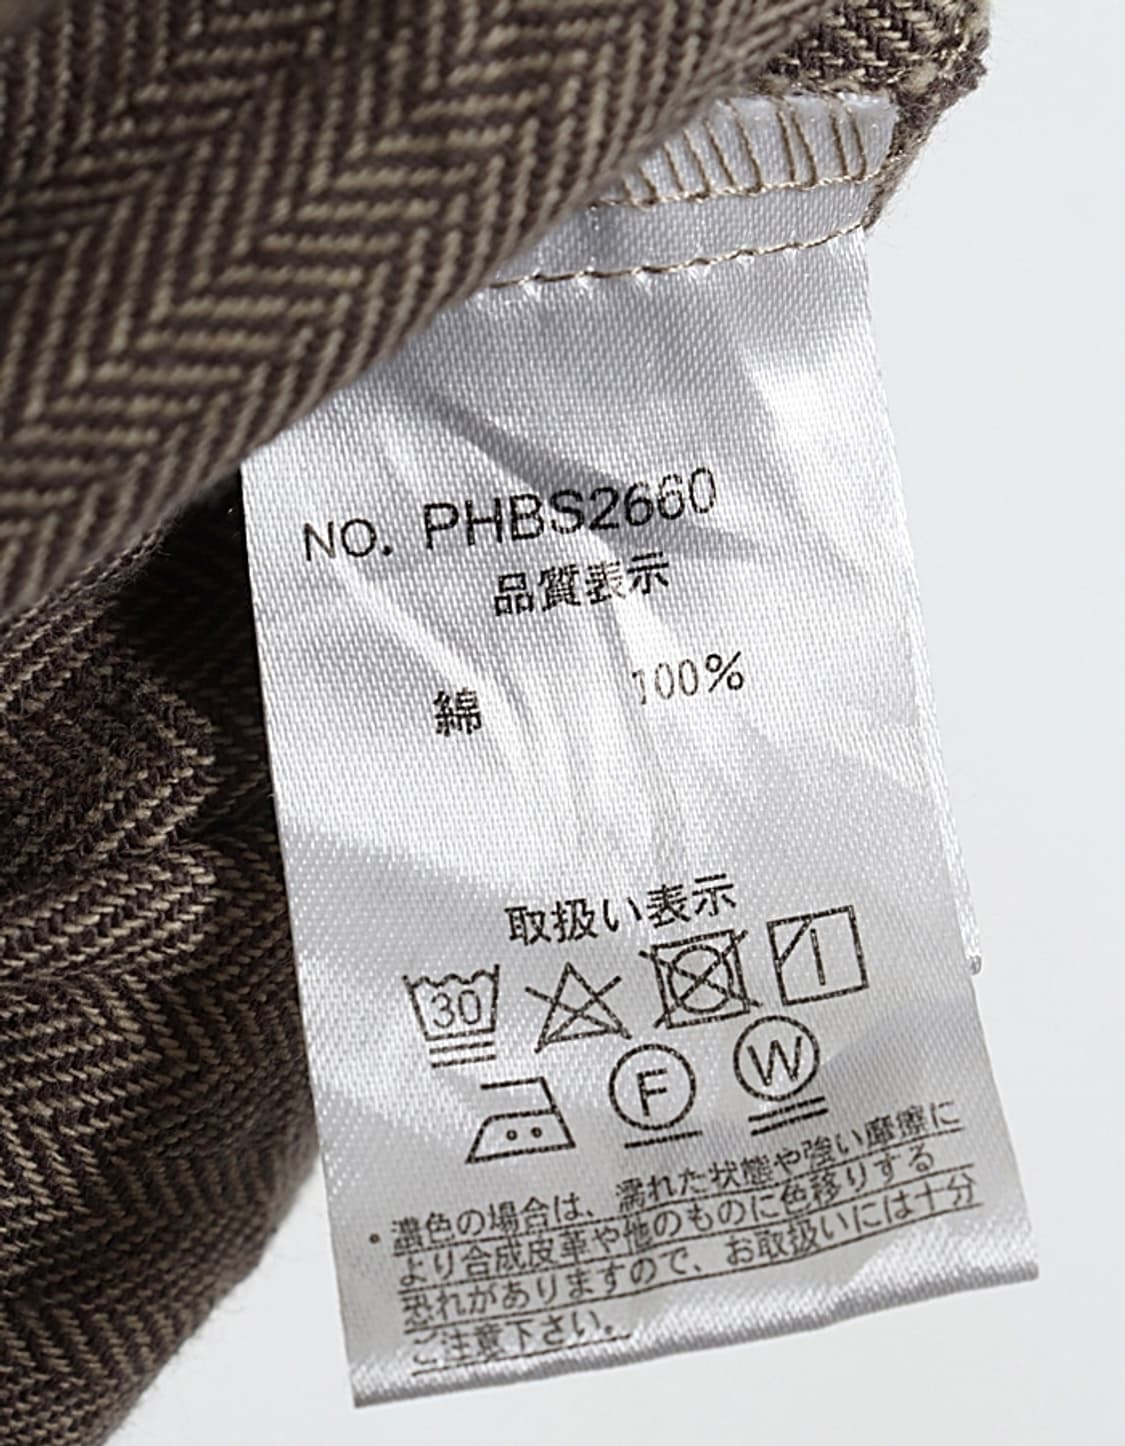 NO. PHBS2660
品質表示
綿 100%
取扱い表示
30
F W
・濃色の場合は、濡れた状態や強い摩擦に
より合成皮革や他のものに色移りする
恐れがありますので、お取扱いには十分
ご注意下さい。